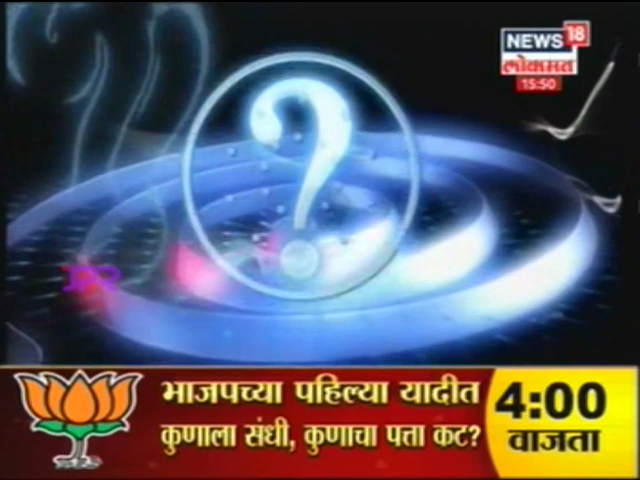 NEWS 18
लोकमत
15:50
?
भाजपच्या पहिल्या यादीत
कुणाला संधी, कुणाचा पत्ता कट?
4:00
वाजता